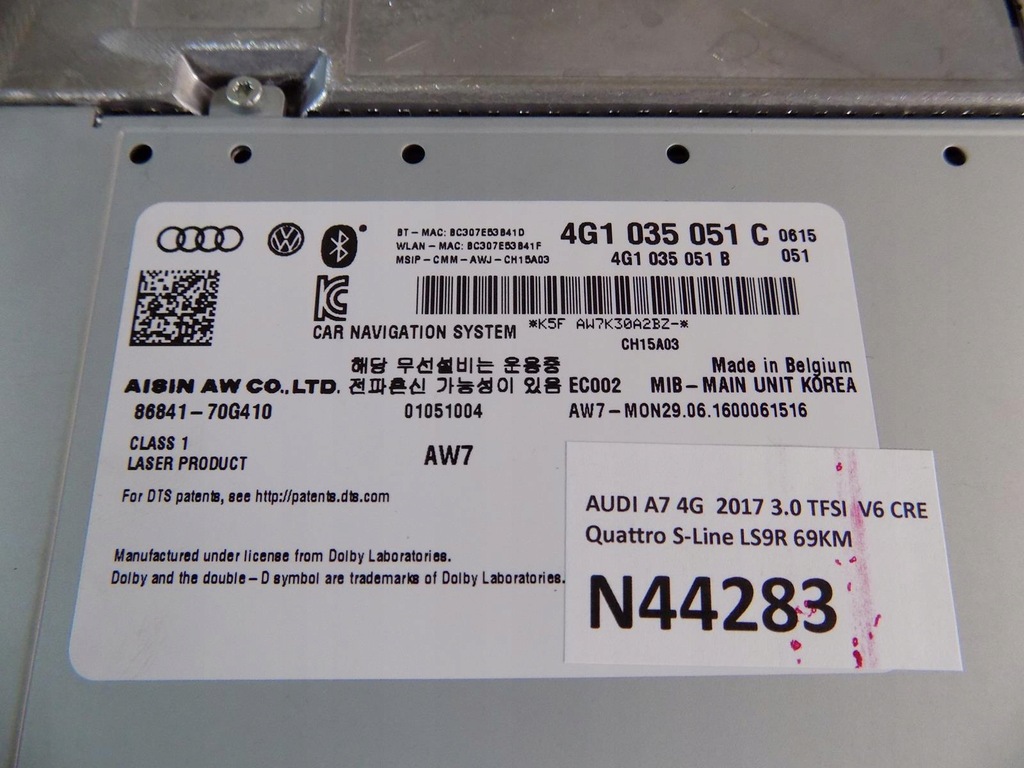 BT - MAC: BC307E53B41D
WLAN - MAC: BC307E53B41F
MSIP - CMM - AWJ - CH15A03
4G1 035 051 C 0615
4G1 035 051 B 051
*K5F AW7K30A2BZ-*
CAR NAVIGATION SYSTEM
CH15A03
해당 무선설비는 운용중
Made in Belgium
AISIN AW CO., LTD. 전파혼신 가능성이 있음 EC002 MIB - MAIN UNIT KOREA
86841 - 70G410 01051004 AW7 - MON29.06.1600061516
CLASS 1
LASER PRODUCT
AW7
For DTS patents, see http://patents.dts.com
Manufactured under license from Dolby Laboratories.
Dolby and the double - D symbol are trademarks of Dolby Laboratories.
AUDI A7 4G 2017 3.0 TFSI V6 CRE
Quattro S-Line LS9R 69KM
N44283